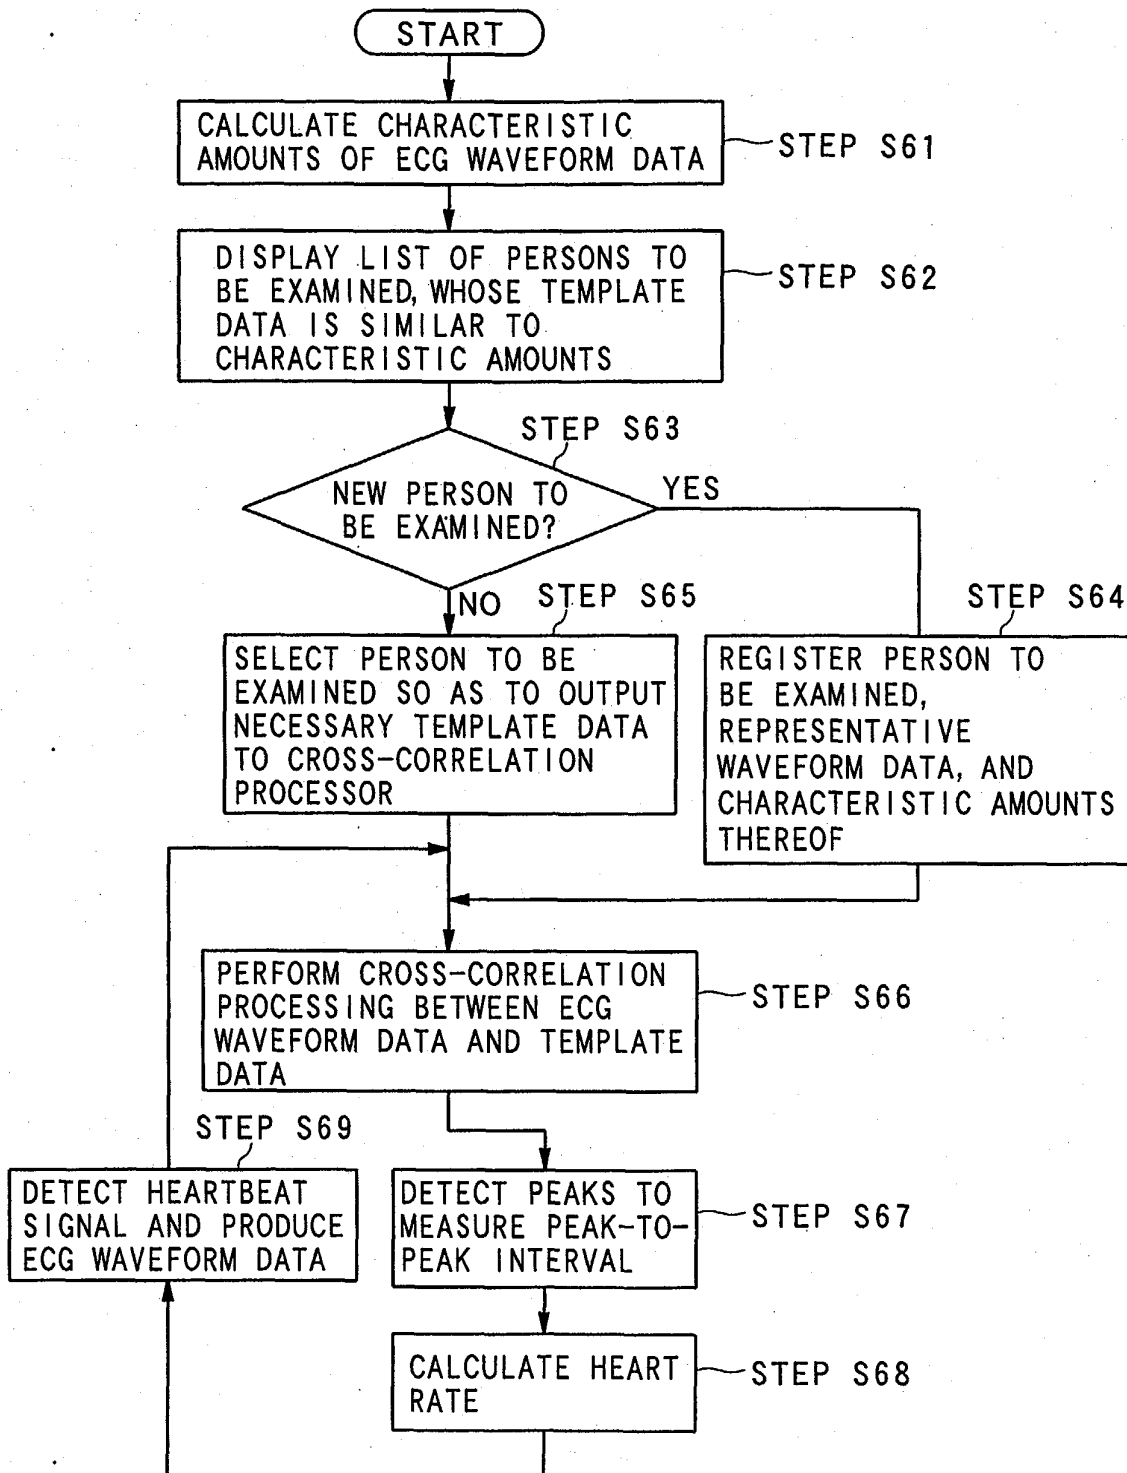 START
CALCULATE CHARACTERISTIC
AMOUNTS OF ECG WAVEFORM DATA
STEP S61
DISPLAY LIST OF PERSONS TO
BE EXAMINED, WHOSE TEMPLATE
DATA IS SIMILAR TO
CHARACTERISTIC AMOUNTS
STEP S62
STEP S63
NEW PERSON TO
BE EXAMINED?
YES
NO
STEP S65
SELECT PERSON TO BE
EXAMINED SO AS TO OUTPUT
NECESSARY TEMPLATE DATA
TO CROSS-CORRELATION
PROCESSOR
STEP S64
REGISTER PERSON TO
BE EXAMINED,
REPRESENTATIVE
WAVEFORM DATA, AND
CHARACTERISTIC AMOUNTS
THEREOF
PERFORM CROSS-CORRELATION
PROCESSING BETWEEN ECG
WAVEFORM DATA AND TEMPLATE
DATA
STEP S66
STEP S69
DETECT HEARTBEAT
SIGNAL AND PRODUCE
ECG WAVEFORM DATA
DETECT PEAKS TO
MEASURE PEAK-TO-
PEAK INTERVAL
STEP S67
CALCULATE HEART
RATE
STEP S68